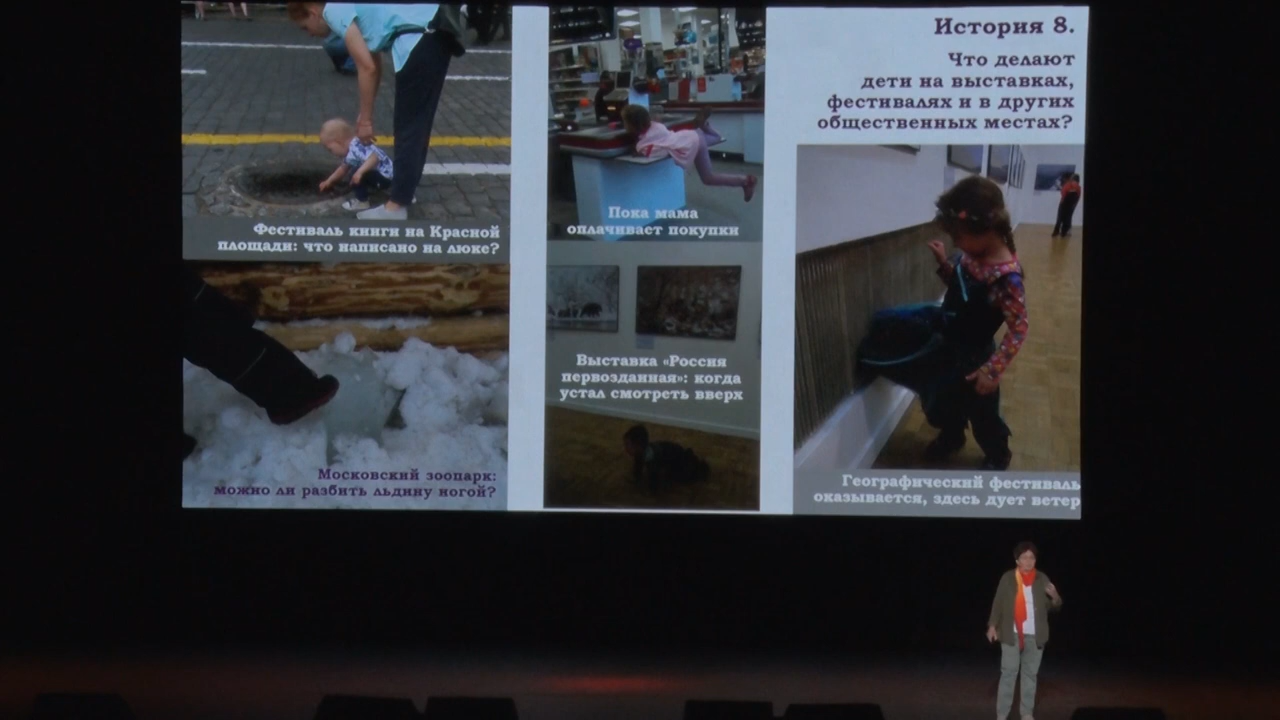 История 8.
Что делают
дети на выставках,
фестивалях и в других
общественных местах?
Фестиваль книги на Красной
площади: что написано на люке?
Московский зоопарк:
можно ли разбить льдину ногой?
Пока мама
оплачивает покупки
Выставка «Россия
первозданная»: когда
устал смотреть вверх
Географический фестиваль
оказывается, здесь дует ветер